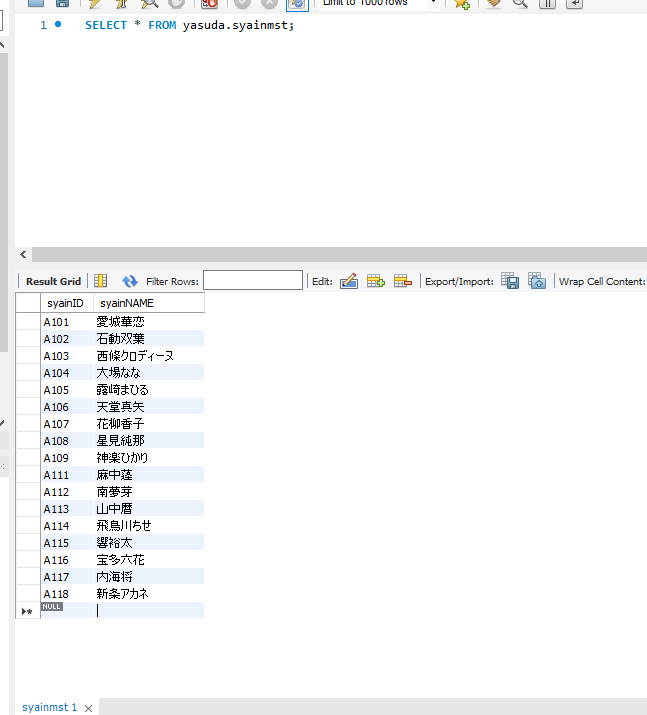 Limit to 1000 rows
1 SELECT * FROM yasuda.syainmst;
Result Grid Filter Rows: Edit: Export/Import: Wrap Cell Content:
syainID syainNAME
A101 愛城華恋
A102 石動双葉
A103 西條クロディーヌ
A104 大場なな
A105 露崎まひる
A106 天堂真矢
A107 花柳香子
A108 星見純那
A109 神楽ひかり
A111 麻中蓬
A112 南夢芽
A113 山中暦
A114 飛鳥川ちせ
A115 響裕太
A116 宝多六花
A117 内海将
A118 新条アカネ
NULL
syainmst 1